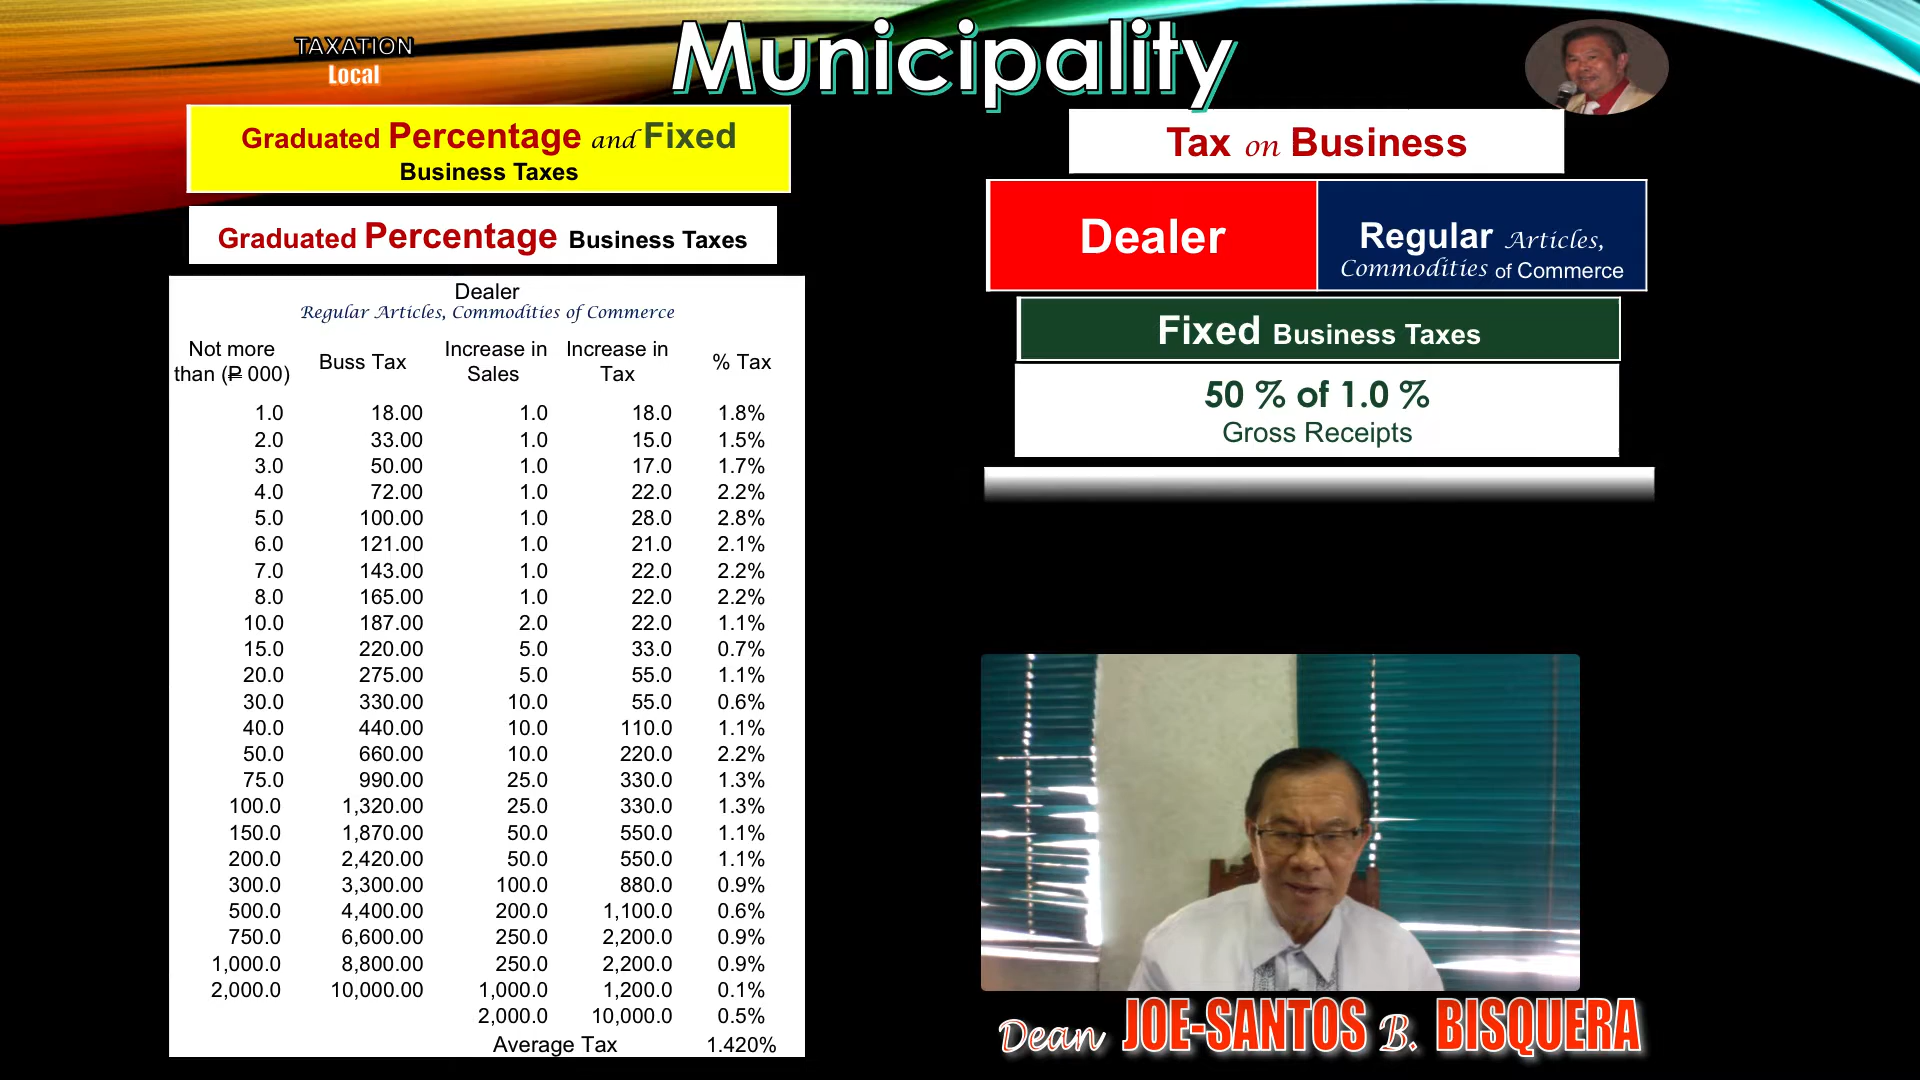 TAXATION
Local
Municipality
Graduated Percentage and Fixed
Business Taxes
Graduated Percentage Business Taxes
Dealer
Regular Articles, Commodities of Commerce
Not more than (₱ 000) Buss Tax Increase in Sales Increase in Tax % Tax
1.0 18.00 1.0 18.0 1.8%
2.0 33.00 1.0 15.0 1.5%
3.0 50.00 1.0 17.0 1.7%
4.0 72.00 1.0 22.0 2.2%
5.0 100.00 1.0 28.0 2.8%
6.0 121.00 1.0 21.0 2.1%
7.0 143.00 1.0 22.0 2.2%
8.0 165.00 1.0 22.0 2.2%
10.0 187.00 2.0 22.0 1.1%
15.0 220.00 5.0 33.0 0.7%
20.0 275.00 5.0 55.0 1.1%
30.0 330.00 10.0 55.0 0.6%
40.0 440.00 10.0 110.0 1.1%
50.0 660.00 10.0 220.0 2.2%
75.0 990.00 25.0 330.0 1.3%
100.0 1,320.00 25.0 330.0 1.3%
150.0 1,870.00 50.0 550.0 1.1%
200.0 2,420.00 50.0 550.0 1.1%
300.0 3,300.00 100.0 880.0 0.9%
500.0 4,400.00 200.0 1,100.0 0.6%
750.0 6,600.00 250.0 2,200.0 0.9%
1,000.0 8,800.00 250.0 2,200.0 0.9%
2,000.0 10,000.00 1,000.0 1,200.0 0.1%
2,000.0 10,000.0 0.5%
Average Tax 1.420%
Tax on Business
Dealer
Regular Articles,
Commodities of Commerce
Fixed Business Taxes
50 % of 1.0 %
Gross Receipts
Dean JOE-SANTOS B. BISQUERA